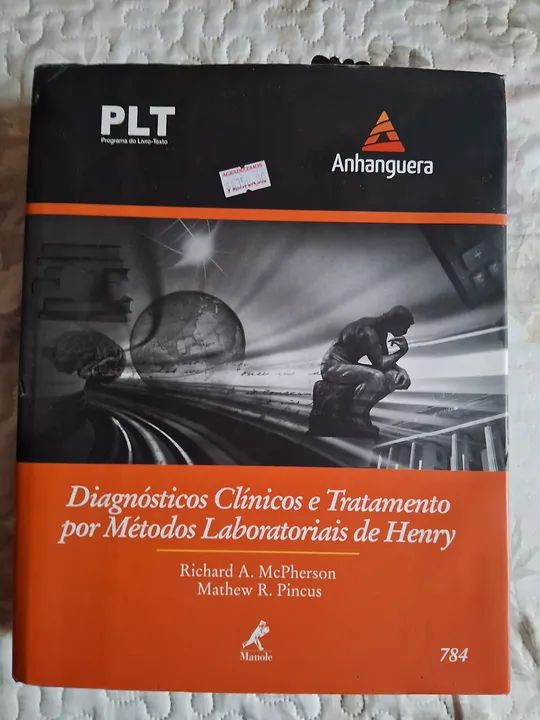 PLT
Programa do Livro-Texto
Anhanguera
AGRADECEMOS
Diagnósticos Clínicos e Tratamento
por Métodos Laboratoriais de Henry
Richard A. McPherson
Mathew R. Pincus
Manole
784